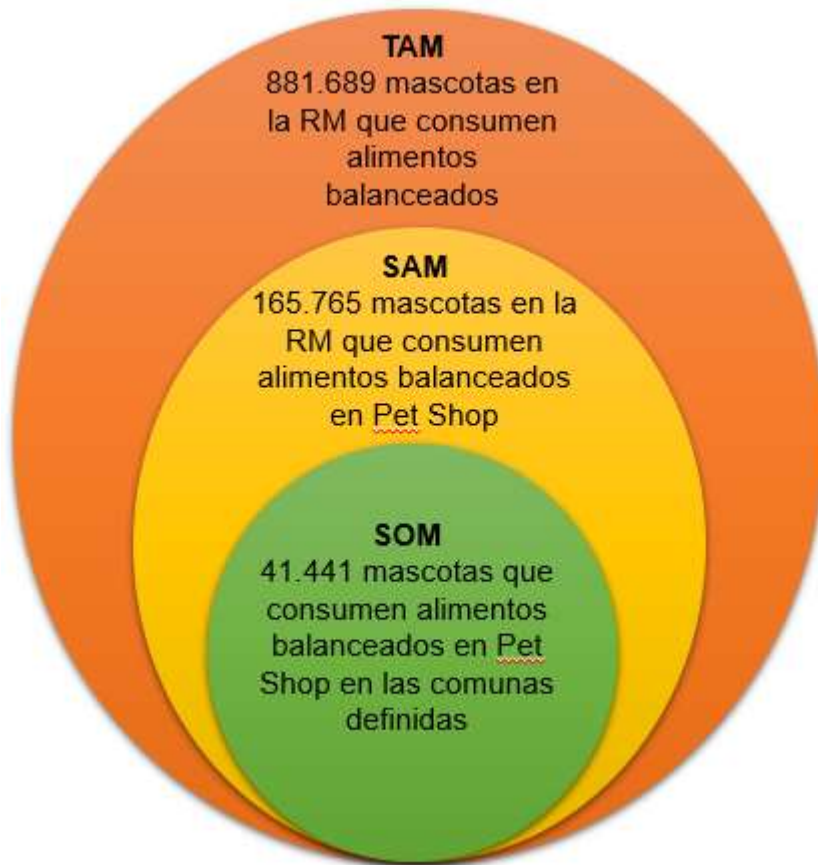 TAM
881.689 mascotas en
la RM que consumen
alimentos
balanceados
SAM
165.765 mascotas en la
RM que consumen
alimentos balanceados
en Pet Shop
SOM
41.441 mascotas que
consumen alimentos
balanceados en Pet
Shop en las comunas
definidas